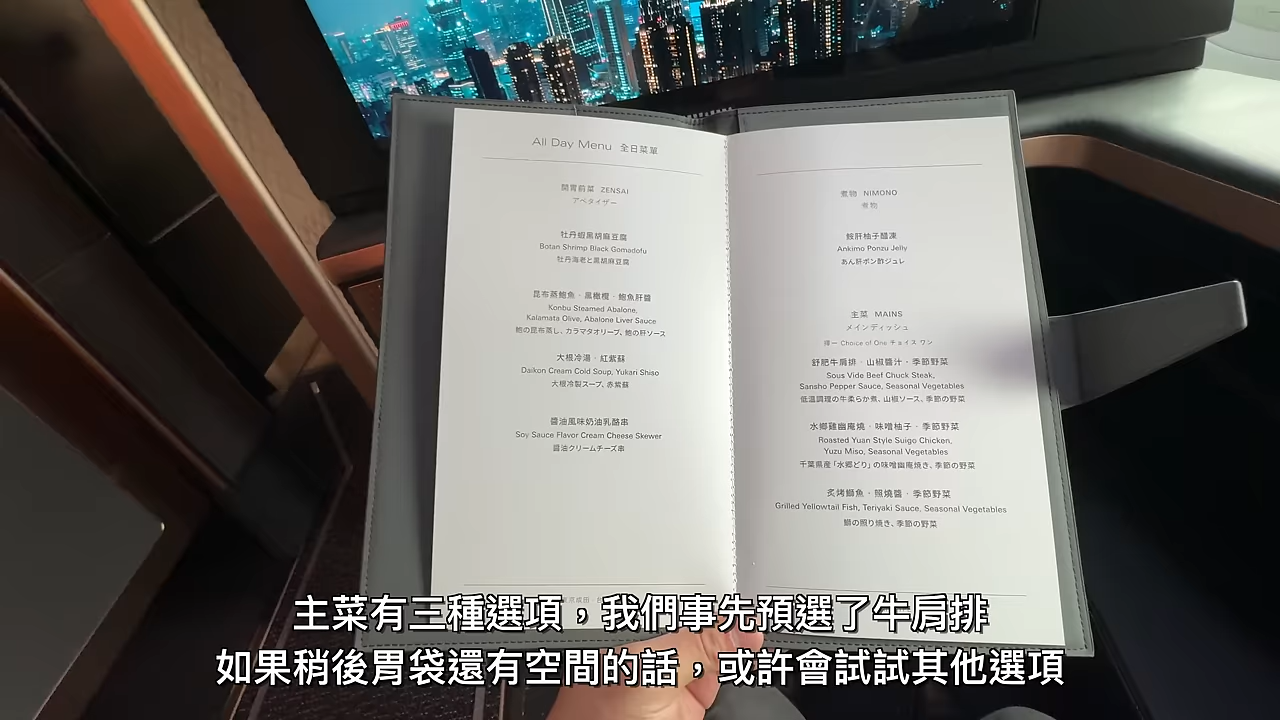 All Day Menu 全日菜單
開胃前菜 ZENSAI
アペタイザー
牡丹蝦黑胡麻豆腐
Botan Shrimp Black Gomadofu
牡丹海老と黒胡麻豆腐
昆布蒸鮑魚．黑橄欖．鮑魚肝醬
Konbu Steamed Abalone,
Kalamata Olive, Abalone Liver Sauce
鮑の昆布蒸し、カラマタオリーブ、鮑の肝ソース
大根冷湯．紅紫蘇
Daikon Cream Cold Soup, Yukari Shiso
大根冷製スープ、赤紫蘇
醬油風味奶油乳酪串
Soy Sauce Flavor Cream Cheese Skewer
醤油クリームチーズ串
煮物 NIMONO
煮物
鮟肝柚子醋凍
Ankimo Ponzu Jelly
あん肝ポン酢ジュレ
主菜 MAINS
メインディッシュ
擇一 Choice of One チョイス ワン
舒肥牛肩排．山椒醬汁．季節野菜
Sous Vide Beef Chuck Steak,
Sansho Pepper Sauce, Seasonal Vegetables
低温調理の牛柔らか煮、山椒ソース、季節の野菜
水鄉雞幽庵燒．味噌柚子．季節野菜
Roasted Yuan Style Suigo Chicken,
Yuzu Miso, Seasonal Vegetables
千葉県産「水郷どり」の味噌幽庵焼き、季節の野菜
炙烤鰤魚．照燒醬．季節野菜
Grilled Yellowtail Fish, Teriyaki Sauce, Seasonal Vegetables
鰤の照り焼き、季節の野菜
主菜有三種選項，我們事先預選了牛肩排
如果稍後胃袋還有空間的話，或許會試試其他選項